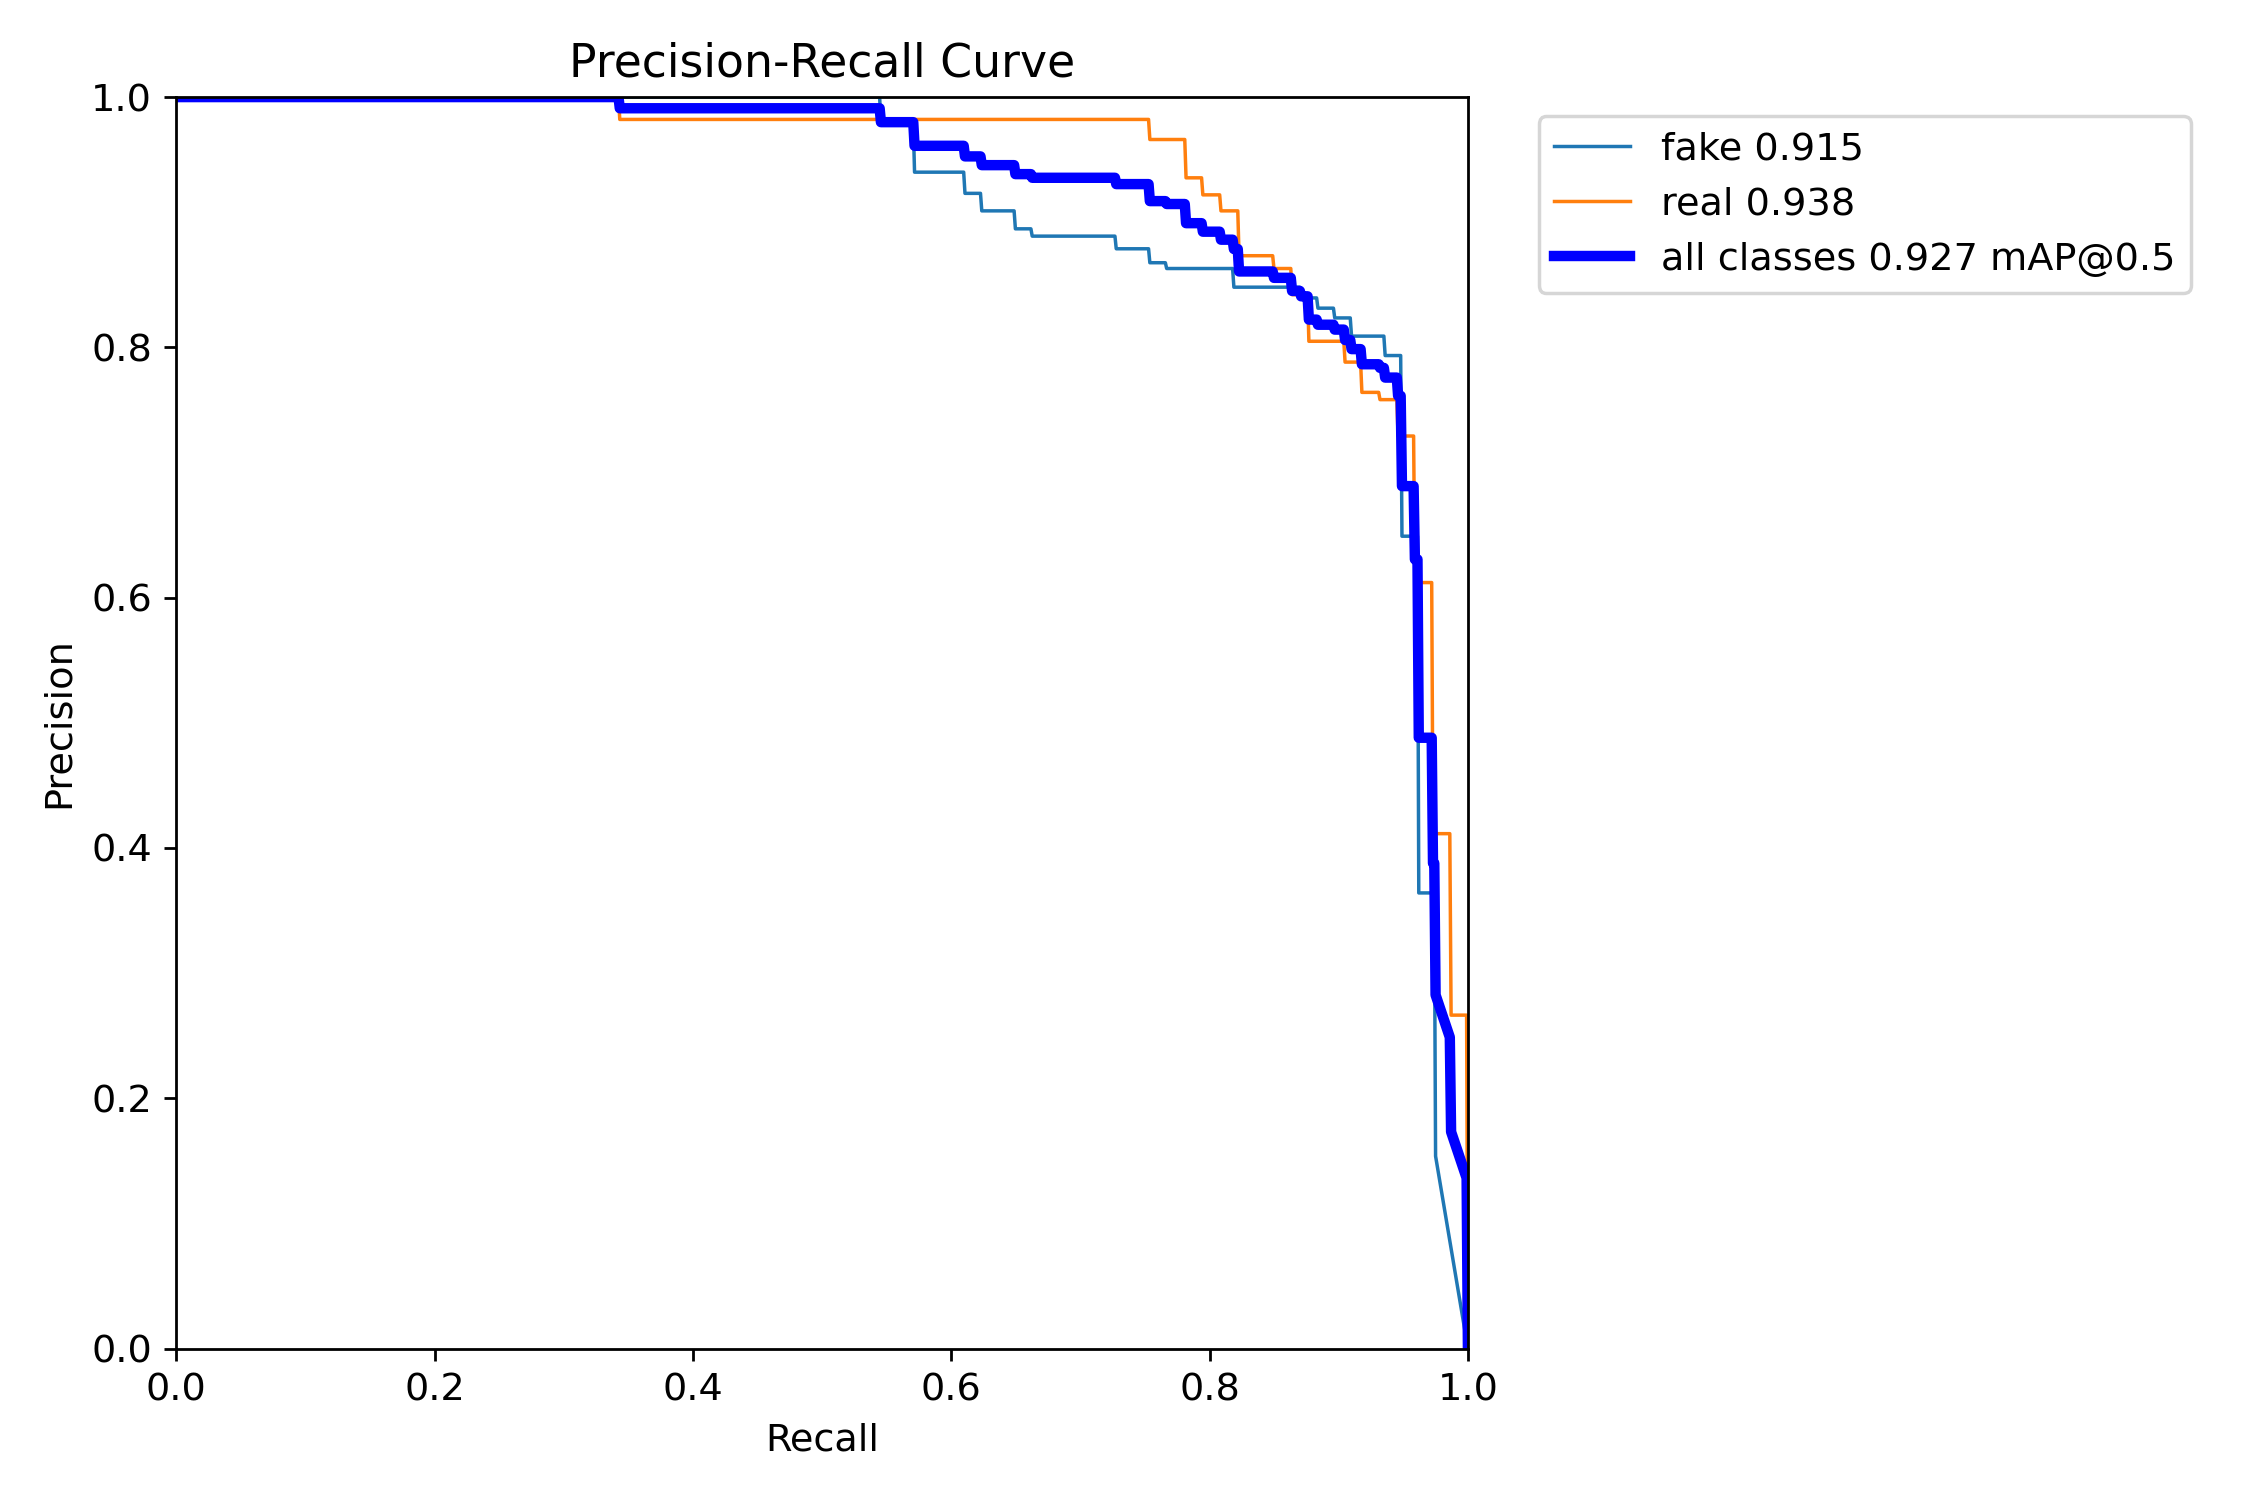 Precision-Recall Curve
1.0
0.8
0.6
0.4
0.2
0.0
Precision
0.0 0.2 0.4 0.6 0.8 1.0
Recall
fake 0.915
real 0.938
all classes 0.927 mAP@0.5